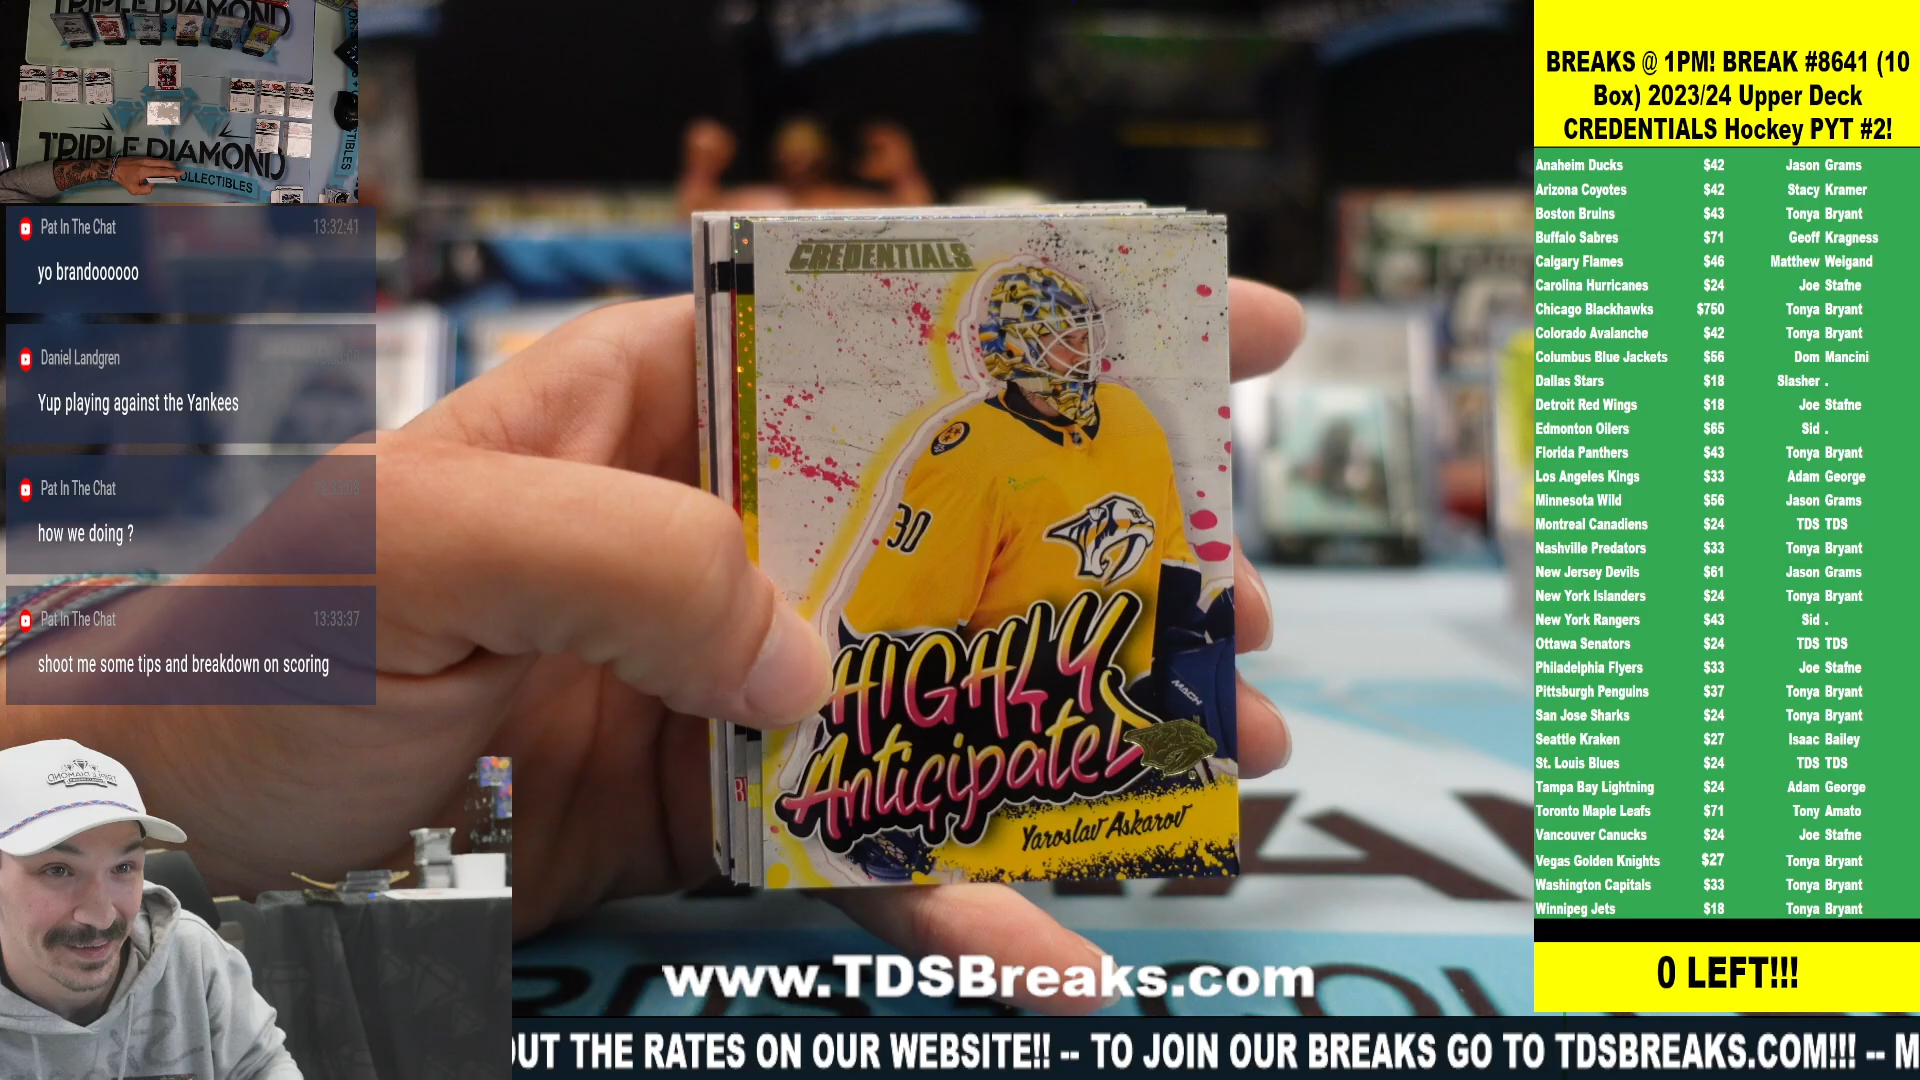 TRIPLE DIAMOND
COLLECTIBLES
Pat In The Chat 13:32:41
yo brandoooooo
Daniel Landgren
Yup playing against the Yankees
Pat In The Chat
how we doing ?
Pat In The Chat 13:33:37
shoot me some tips and breakdown on scoring
CREDENTIALS
30
HIGHLY
Anticipated
Yaroslav Askarov
www.TDSBreaks.com
BREAKS @ 1PM! BREAK #8641 (10
Box) 2023/24 Upper Deck
CREDENTIALS Hockey PYT #2!
Anaheim Ducks $42 Jason Grams
Arizona Coyotes $42 Stacy Kramer
Boston Bruins $43 Tonya Bryant
Buffalo Sabres $71 Geoff Kragness
Calgary Flames $46 Matthew Weigand
Carolina Hurricanes $24 Joe Stafne
Chicago Blackhawks $750 Tonya Bryant
Colorado Avalanche $42 Tonya Bryant
Columbus Blue Jackets $56 Dom Mancini
Dallas Stars $18 Slasher .
Detroit Red Wings $18 Joe Stafne
Edmonton Oilers $65 Sid .
Florida Panthers $43 Tonya Bryant
Los Angeles Kings $33 Adam George
Minnesota Wild $56 Jason Grams
Montreal Canadiens $24 TDS TDS
Nashville Predators $33 Tonya Bryant
New Jersey Devils $61 Jason Grams
New York Islanders $24 Tonya Bryant
New York Rangers $43 Sid .
Ottawa Senators $24 TDS TDS
Philadelphia Flyers $33 Joe Stafne
Pittsburgh Penguins $37 Tonya Bryant
San Jose Sharks $24 Tonya Bryant
Seattle Kraken $27 Isaac Bailey
St. Louis Blues $24 TDS TDS
Tampa Bay Lightning $24 Adam George
Toronto Maple Leafs $71 Tony Amato
Vancouver Canucks $24 Joe Stafne
Vegas Golden Knights $27 Tonya Bryant
Washington Capitals $33 Tonya Bryant
Winnipeg Jets $18 Tonya Bryant
0 LEFT!!!
OUT THE RATES ON OUR WEBSITE!! -- TO JOIN OUR BREAKS GO TO TDSBREAKS.COM!!! -- M